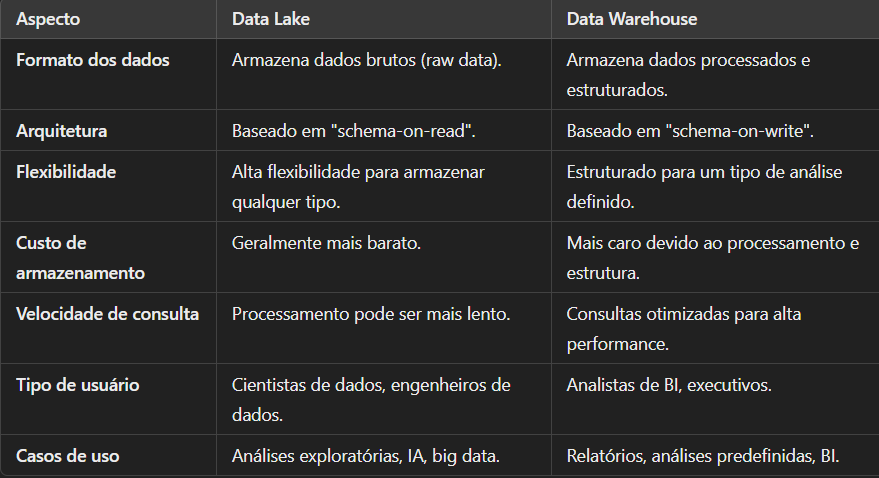 Aspecto Data Lake Data Warehouse
Formato dos dados Armazena dados brutos (raw data). Armazena dados processados e
estruturados.
Arquitetura Baseado em "schema-on-read". Baseado em "schema-on-write".
Flexibilidade Alta flexibilidade para armazenar Estruturado para um tipo de análise
qualquer tipo. definido.
Custo de Geralmente mais barato. Mais caro devido ao processamento e
armazenamento estrutura.
Velocidade de consulta Processamento pode ser mais lento. Consultas otimizadas para alta
performance.
Tipo de usuário Cientistas de dados, engenheiros de Analistas de BI, executivos.
dados.
Casos de uso Análises exploratórias, IA, big data. Relatórios, análises predefinidas, BI.